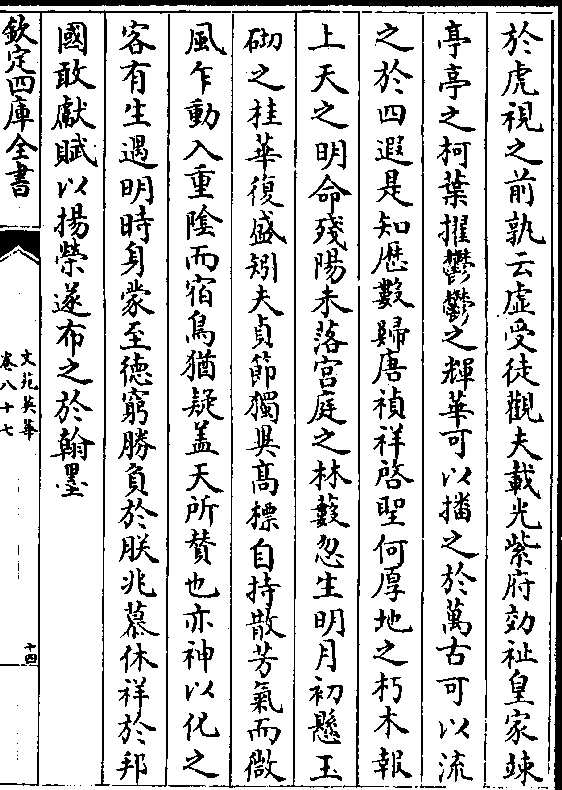 於虎視之前孰云虛受徒觀夫載光紫府効祉皇家竦
亭亭之柯葉擢鬱鬱之輝華可以播之於萬古可以流
之於四遐是知歴數歸唐禎祥啓聖何厚地之朽木報
上天之明命殘陽未落宫庭之林藪忽生明月初懸玉
砌之桂華復盛矧夫貞節獨異高標自持散芳氣而微
風乍動入重陰而宿鳥猶疑葢天所賛也亦神以化之
客有生遇明時身蒙至徳窮勝負於朕兆慕休祥於邦
國敢獻賦以揚榮遂布之於翰墨
欽定四庫全書
文苑英華
卷八十七
十四